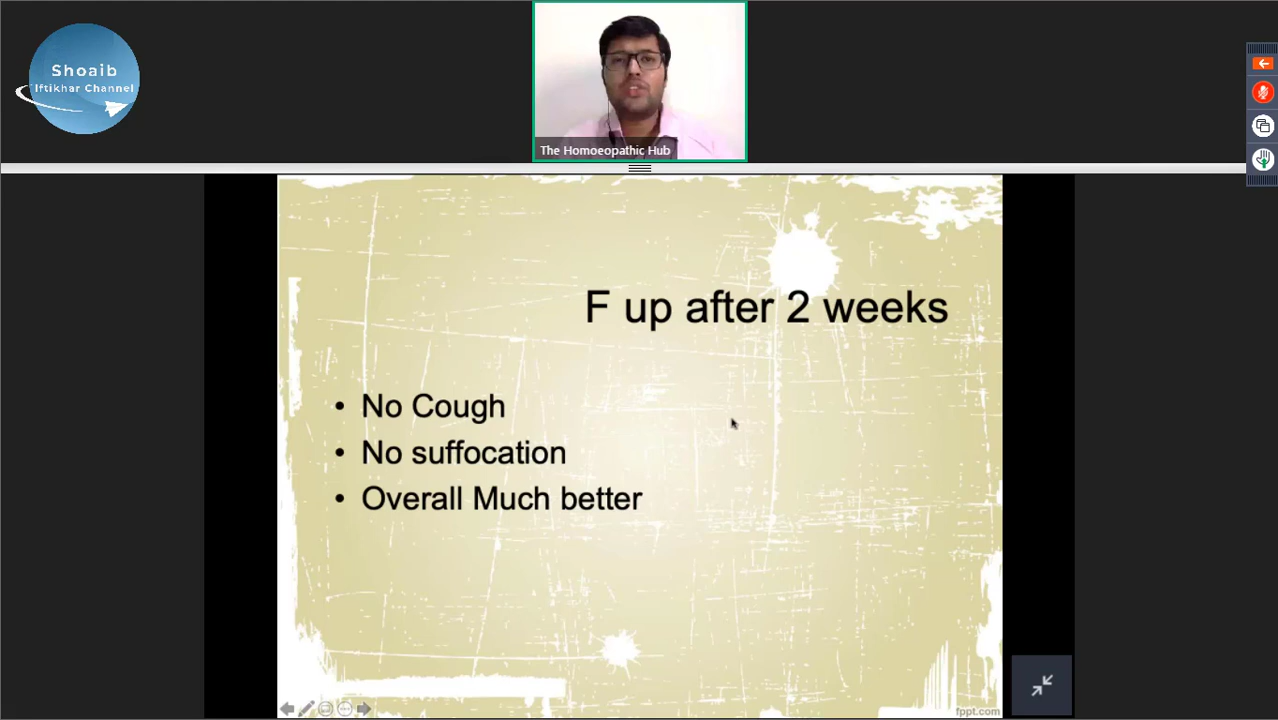 Shoaib
Iftikhar Channel
The Homoeopathic Hub
F up after 2 weeks
• No Cough
• No suffocation
• Overall Much better
fppt.com